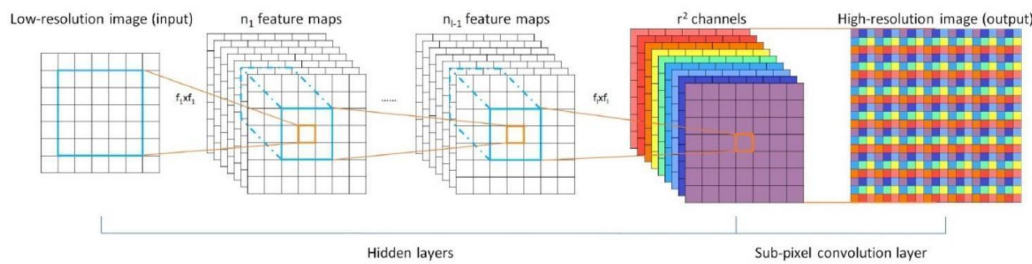 Low-resolution image (input)
n₁ feature maps
nₗ₋₁ feature maps
r² channels
High-resolution image (output)
f₁xf₁
......
fₗxfₗ
Hidden layers
Sub-pixel convolution layer